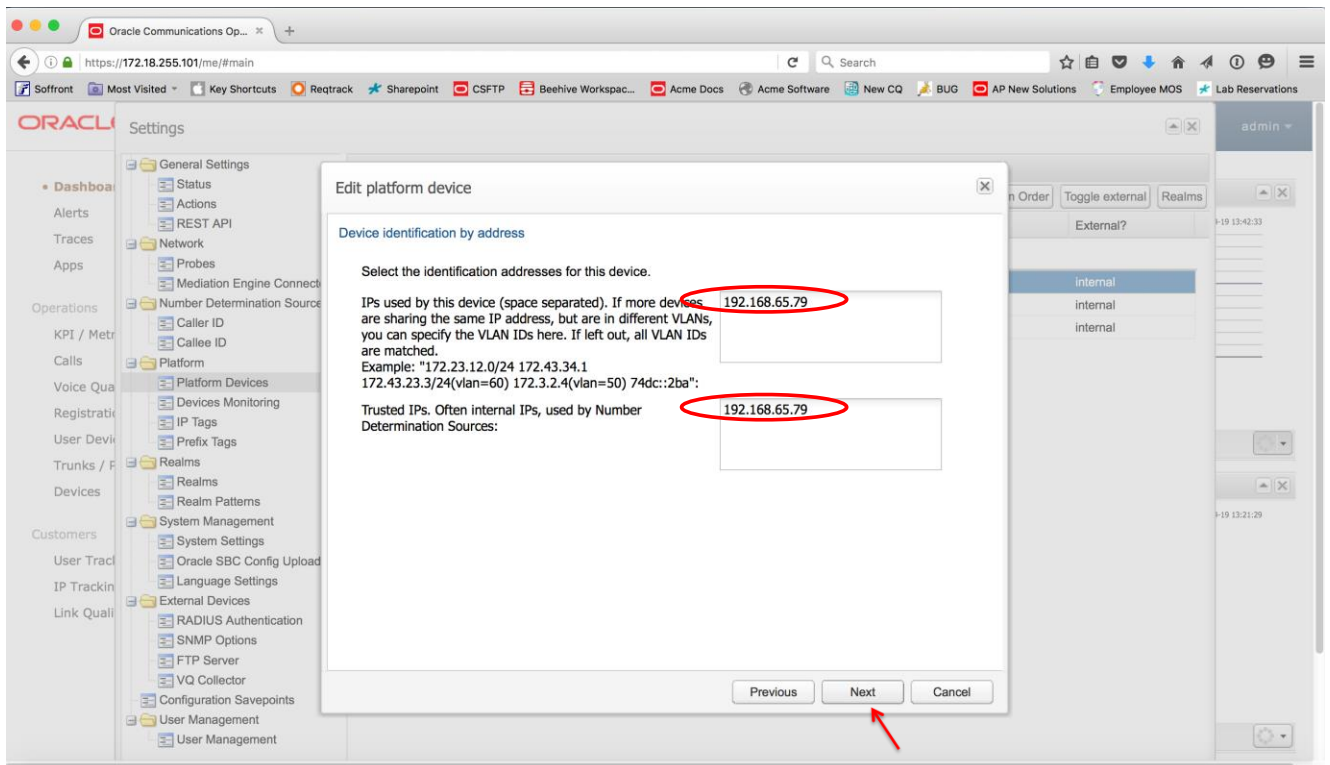 Oracle Communications Op... × +
https://172.18.255.101/me/#main
Search
Soffront Most Visited Key Shortcuts Reqtrack Sharepoint CSFTP Beehive Workspac... Acme Docs Acme Software New CQ BUG AP New Solutions Employee MOS Lab Reservations
ORACL
Settings
admin
• Dashboa
Alerts
Traces
Apps
Operations
KPI / Metr
Calls
Voice Qua
Registratio
User Devi
Trunks / P
Devices
Customers
User Trac
IP Trackin
Link Quali
General Settings
Status
Actions
REST API
Network
Probes
Mediation Engine Connecto
Number Determination Source
Caller ID
Callee ID
Platform
Platform Devices
Devices Monitoring
IP Tags
Prefix Tags
Realms
Realms
Realm Patterns
System Management
System Settings
Oracle SBC Config Upload
Language Settings
External Devices
RADIUS Authentication
SNMP Options
FTP Server
VQ Collector
Configuration Savepoints
User Management
User Management
Edit platform device
Device identification by address
Select the identification addresses for this device.
IPs used by this device (space separated). If more devices
are sharing the same IP address, but are in different VLANs,
you can specify the VLAN IDs here. If left out, all VLAN IDs
are matched.
Example: "172.23.12.0/24 172.43.34.1
172.43.23.3/24(vlan=60) 172.3.2.4(vlan=50) 74dc::2ba":
192.168.65.79
Trusted IPs. Often internal IPs, used by Number
Determination Sources:
192.168.65.79
Previous Next Cancel
n Order Toggle external Realms
External?
internal
internal
internal
-19 13:42:33
-19 13:21:29